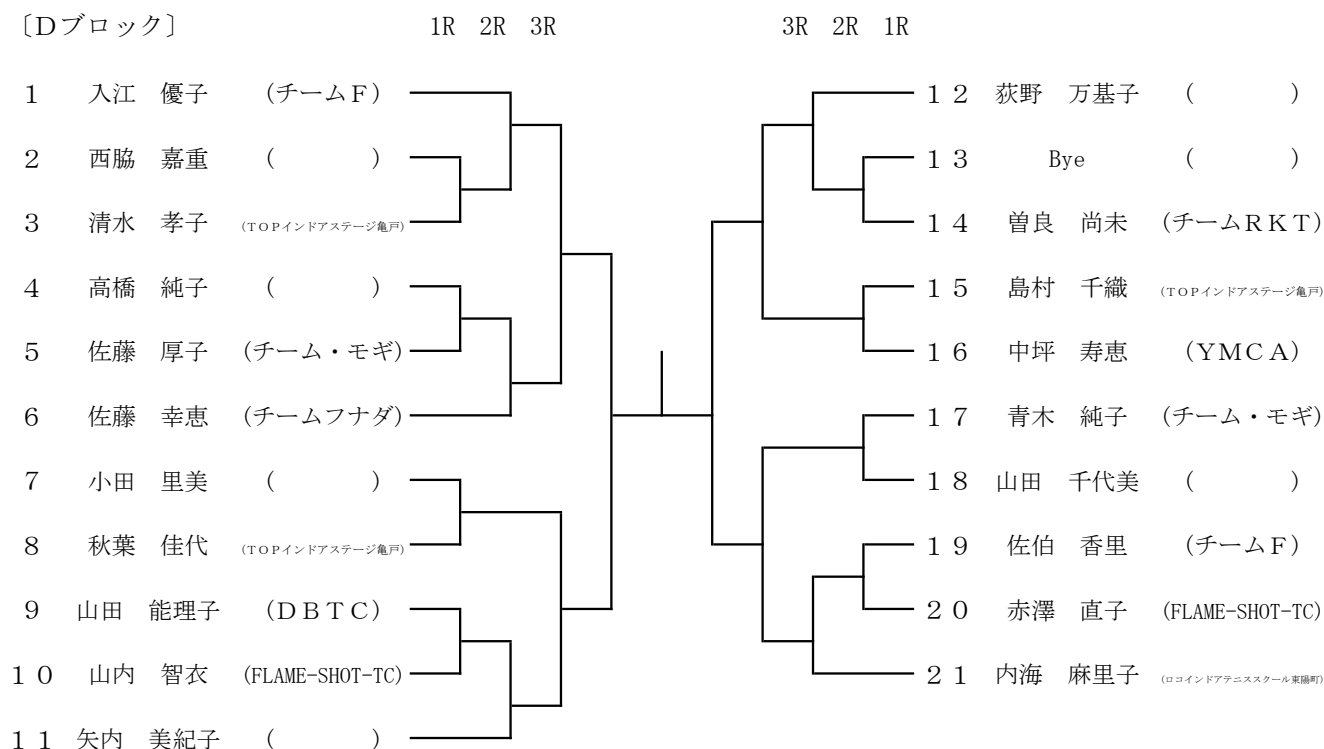 〔Dブロック〕 1R 2R 3R 3R 2R 1R
1 入江 優子 (チームF) 12 荻野 万基子 ( )
2 西脇 嘉重 ( ) 13 Bye ( )
3 清水 孝子 (TOPインドアステージ亀戸) 14 曽良 尚未 (チームRKT)
4 高橋 純子 ( ) 15 島村 千織 (TOPインドアステージ亀戸)
5 佐藤 厚子 (チーム・モギ) 16 中坪 寿恵 (YMCA)
6 佐藤 幸恵 (チームフナダ) 17 青木 純子 (チーム・モギ)
7 小田 里美 ( ) 18 山田 千代美 ( )
8 秋葉 佳代 (TOPインドアステージ亀戸) 19 佐伯 香里 (チームF)
9 山田 能理子 (DBTC) 20 赤澤 直子 (FLAME-SHOT-TC)
10 山内 智衣 (FLAME-SHOT-TC) 21 内海 麻里子 (ロコインドアテニススクール東陽町)
11 矢内 美紀子 ( )